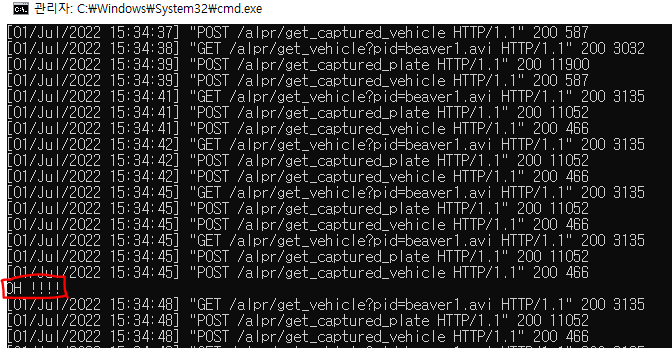 관리자: C:\Windows\System32\cmd.exe
[01/Jul/2022 15:34:37] "POST /alpr/get_captured_vehicle HTTP/1.1" 200 587
[01/Jul/2022 15:34:38] "GET /alpr/get_vehicle?pid=beaver1.avi HTTP/1.1" 200 3032
[01/Jul/2022 15:34:39] "POST /alpr/get_captured_plate HTTP/1.1" 200 11900
[01/Jul/2022 15:34:39] "POST /alpr/get_captured_vehicle HTTP/1.1" 200 587
[01/Jul/2022 15:34:41] "GET /alpr/get_vehicle?pid=beaver1.avi HTTP/1.1" 200 3135
[01/Jul/2022 15:34:41] "POST /alpr/get_captured_plate HTTP/1.1" 200 11052
[01/Jul/2022 15:34:41] "POST /alpr/get_captured_vehicle HTTP/1.1" 200 466
[01/Jul/2022 15:34:42] "GET /alpr/get_vehicle?pid=beaver1.avi HTTP/1.1" 200 3135
[01/Jul/2022 15:34:42] "POST /alpr/get_captured_plate HTTP/1.1" 200 11052
[01/Jul/2022 15:34:42] "POST /alpr/get_captured_vehicle HTTP/1.1" 200 466
[01/Jul/2022 15:34:45] "GET /alpr/get_vehicle?pid=beaver1.avi HTTP/1.1" 200 3135
[01/Jul/2022 15:34:45] "POST /alpr/get_captured_plate HTTP/1.1" 200 11052
[01/Jul/2022 15:34:45] "POST /alpr/get_captured_vehicle HTTP/1.1" 200 466
[01/Jul/2022 15:34:45] "GET /alpr/get_vehicle?pid=beaver1.avi HTTP/1.1" 200 3135
[01/Jul/2022 15:34:45] "POST /alpr/get_captured_plate HTTP/1.1" 200 11052
[01/Jul/2022 15:34:45] "POST /alpr/get_captured_vehicle HTTP/1.1" 200 466
OH !!!!
[01/Jul/2022 15:34:48] "GET /alpr/get_vehicle?pid=beaver1.avi HTTP/1.1" 200 3135
[01/Jul/2022 15:34:48] "POST /alpr/get_captured_plate HTTP/1.1" 200 11052
[01/Jul/2022 15:34:48] "POST /alpr/get_captured_vehicle HTTP/1.1" 200 466